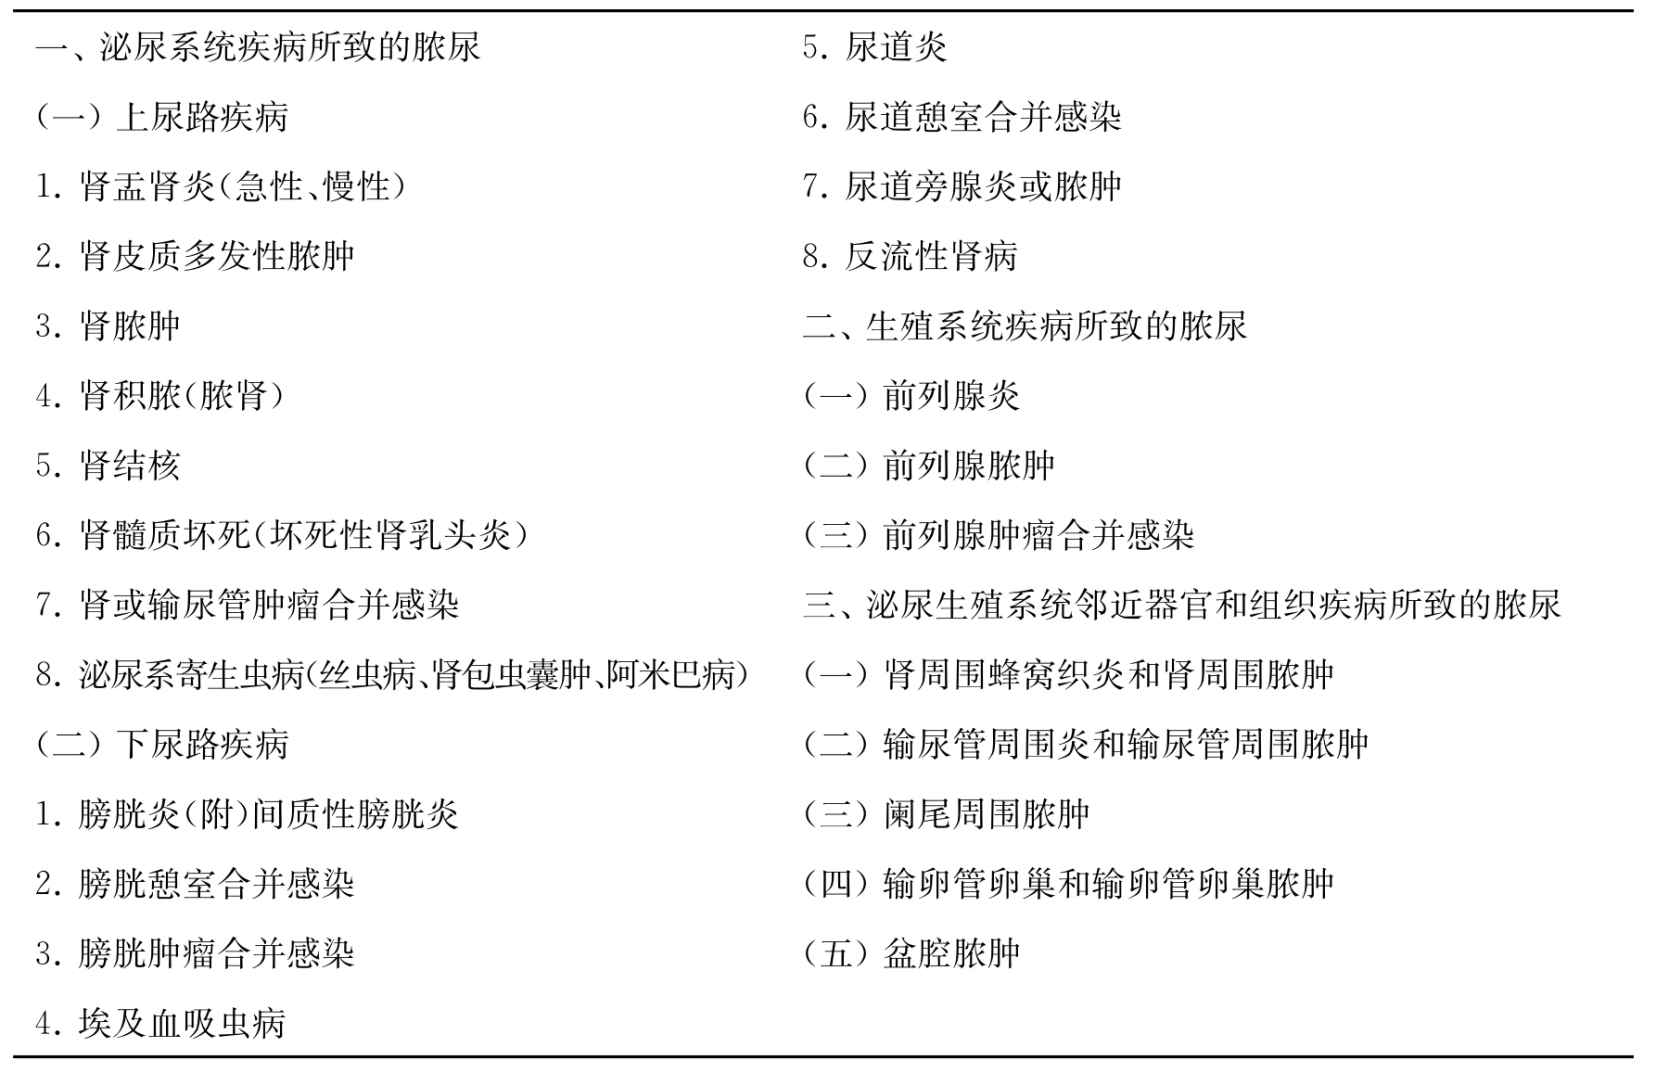 一、泌尿系统疾病所致的脓尿
(一) 上尿路疾病
1. 肾盂肾炎(急性、慢性)
2. 肾皮质多发性脓肿
3. 肾脓肿
4. 肾积脓(脓肾)
5. 肾结核
6. 肾髓质坏死(坏死性肾乳头炎)
7. 肾或输尿管肿瘤合并感染
8. 泌尿系寄生虫病(丝虫病、肾包虫囊肿、阿米巴病)
(二) 下尿路疾病
1. 膀胱炎(附)间质性膀胱炎
2. 膀胱憩室合并感染
3. 膀胱肿瘤合并感染
4. 埃及血吸虫病
5. 尿道炎
6. 尿道憩室合并感染
7. 尿道旁腺炎或脓肿
8. 反流性肾病
二、生殖系统疾病所致的脓尿
(一) 前列腺炎
(二) 前列腺脓肿
(三) 前列腺肿瘤合并感染
三、泌尿生殖系统邻近器官和组织疾病所致的脓尿
(一) 肾周围蜂窝织炎和肾周围脓肿
(二) 输尿管周围炎和输尿管周围脓肿
(三) 阑尾周围脓肿
(四) 输卵管卵巢和输卵管卵巢脓肿
(五) 盆腔脓肿